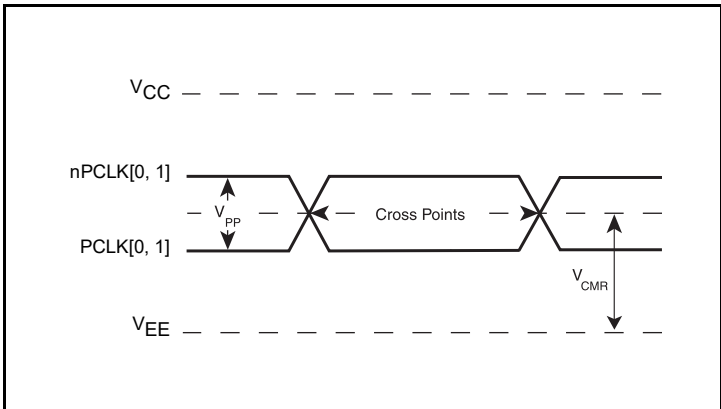 VCC
nPCLK[0, 1]
VPP
Cross Points
PCLK[0, 1]
VCMR
VEE